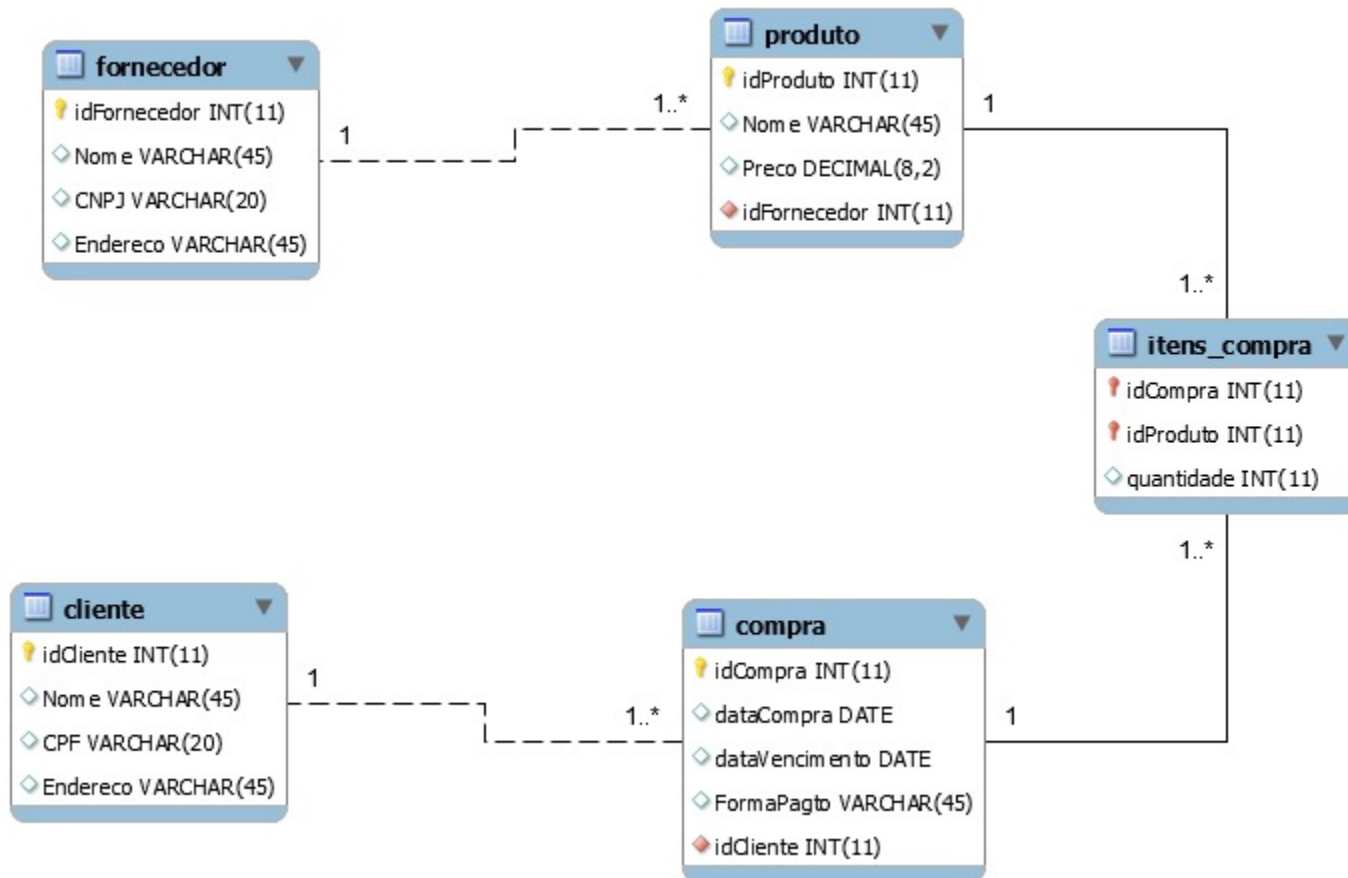 fornecedor
idFornecedor INT(11)
Nome VARCHAR(45)
CNPJ VARCHAR(20)
Endereco VARCHAR(45)
1
1..*
produto
idProduto INT(11)
Nome VARCHAR(45)
Preco DECIMAL(8,2)
idFornecedor INT(11)
1
1..*
itens_compra
idCompra INT(11)
idProduto INT(11)
quantidade INT(11)
1..*
cliente
idCliente INT(11)
Nome VARCHAR(45)
CPF VARCHAR(20)
Endereco VARCHAR(45)
1
1..*
compra
idCompra INT(11)
dataCompra DATE
dataVencimento DATE
FormaPagto VARCHAR(45)
idCliente INT(11)
1